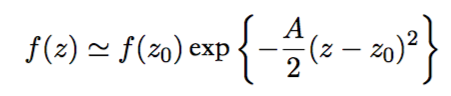 f(z) ≃ f(z₀) exp { −A/2 (z − z₀)² }